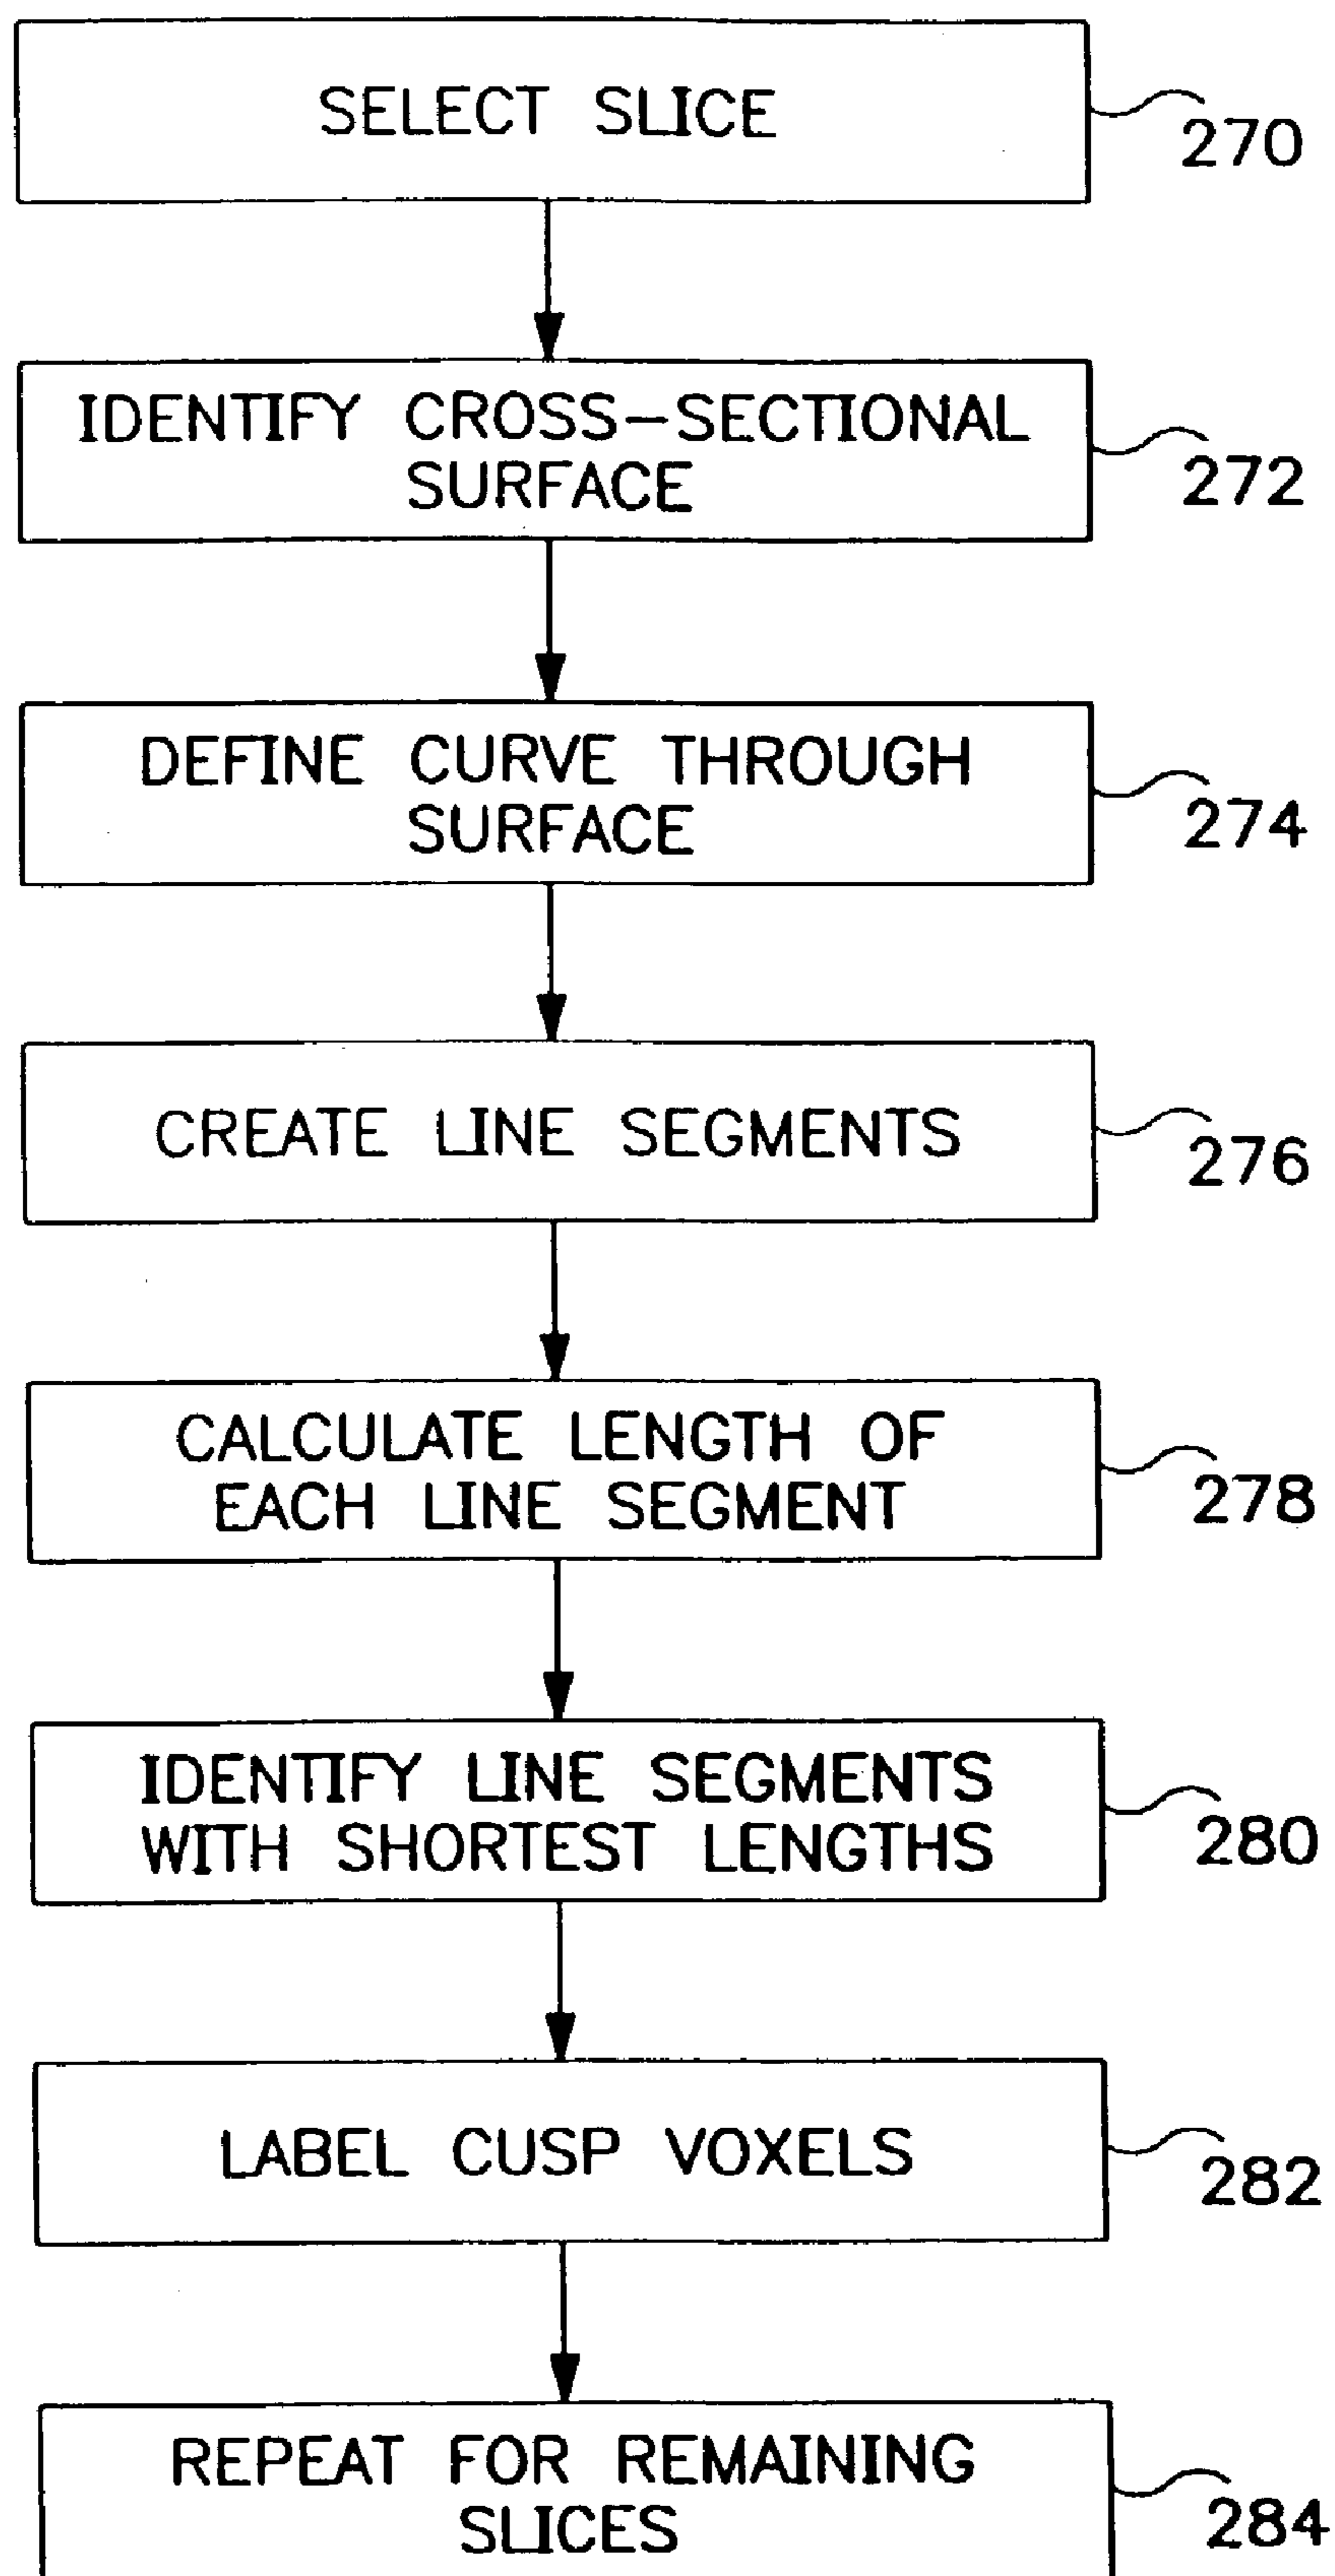 SELECT SLICE
270
IDENTIFY CROSS-SECTIONAL
SURFACE
272
DEFINE CURVE THROUGH
SURFACE
274
CREATE LINE SEGMENTS
276
CALCULATE LENGTH OF
EACH LINE SEGMENT
278
IDENTIFY LINE SEGMENTS
WITH SHORTEST LENGTHS
280
LABEL CUSP VOXELS
282
REPEAT FOR REMAINING
SLICES
284